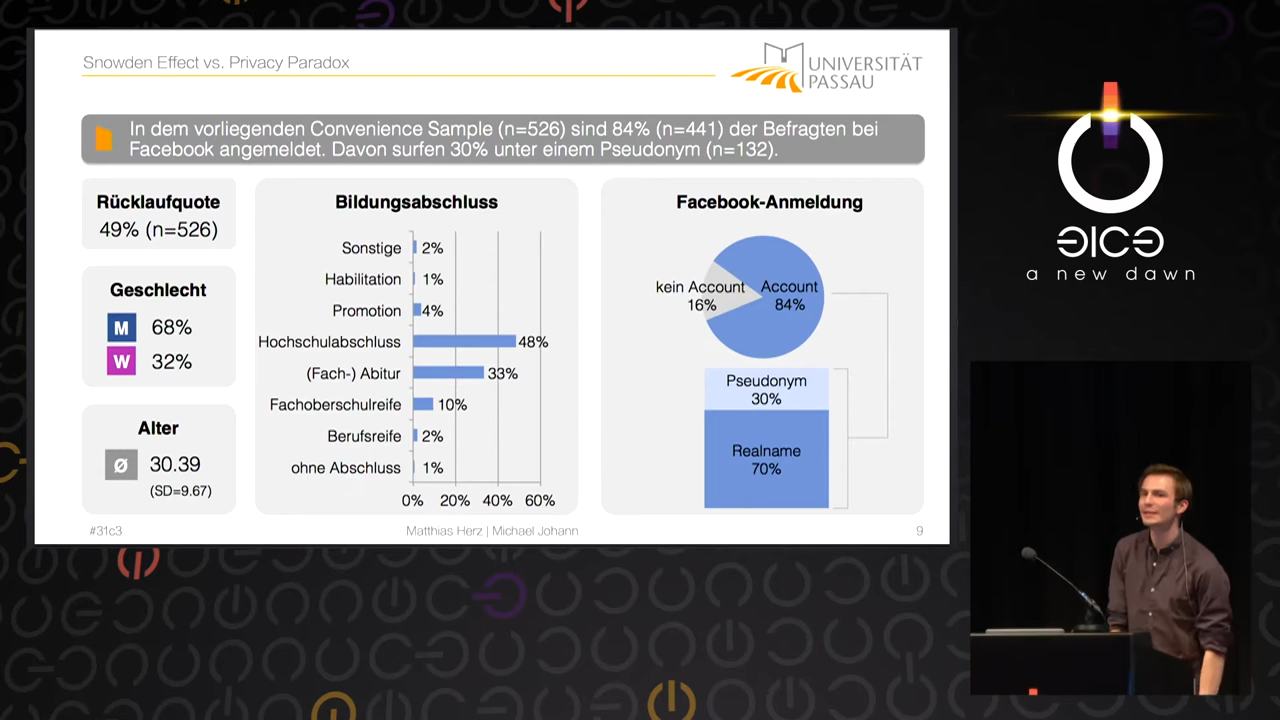 Snowden Effect vs. Privacy Paradox
UNIVERSITÄT
PASSAU
In dem vorliegenden Convenience Sample (n=526) sind 84% (n=441) der Befragten bei
Facebook angemeldet. Davon surfen 30% unter einem Pseudonym (n=132).
Rücklaufquote
49% (n=526)
Geschlecht
M 68%
W 32%
Alter
Ø 30.39
(SD=9.67)
Bildungsabschluss
Sonstige 2%
Habilitation 1%
Promotion 4%
Hochschulabschluss 48%
(Fach-) Abitur 33%
Fachoberschulreife 10%
Berufsreife 2%
ohne Abschluss 1%
0% 20% 40% 60%
Facebook-Anmeldung
kein Account
16%
Account
84%
Pseudonym
30%
Realname
70%
#31c3
Matthias Herz | Michael Johann
9
a new dawn